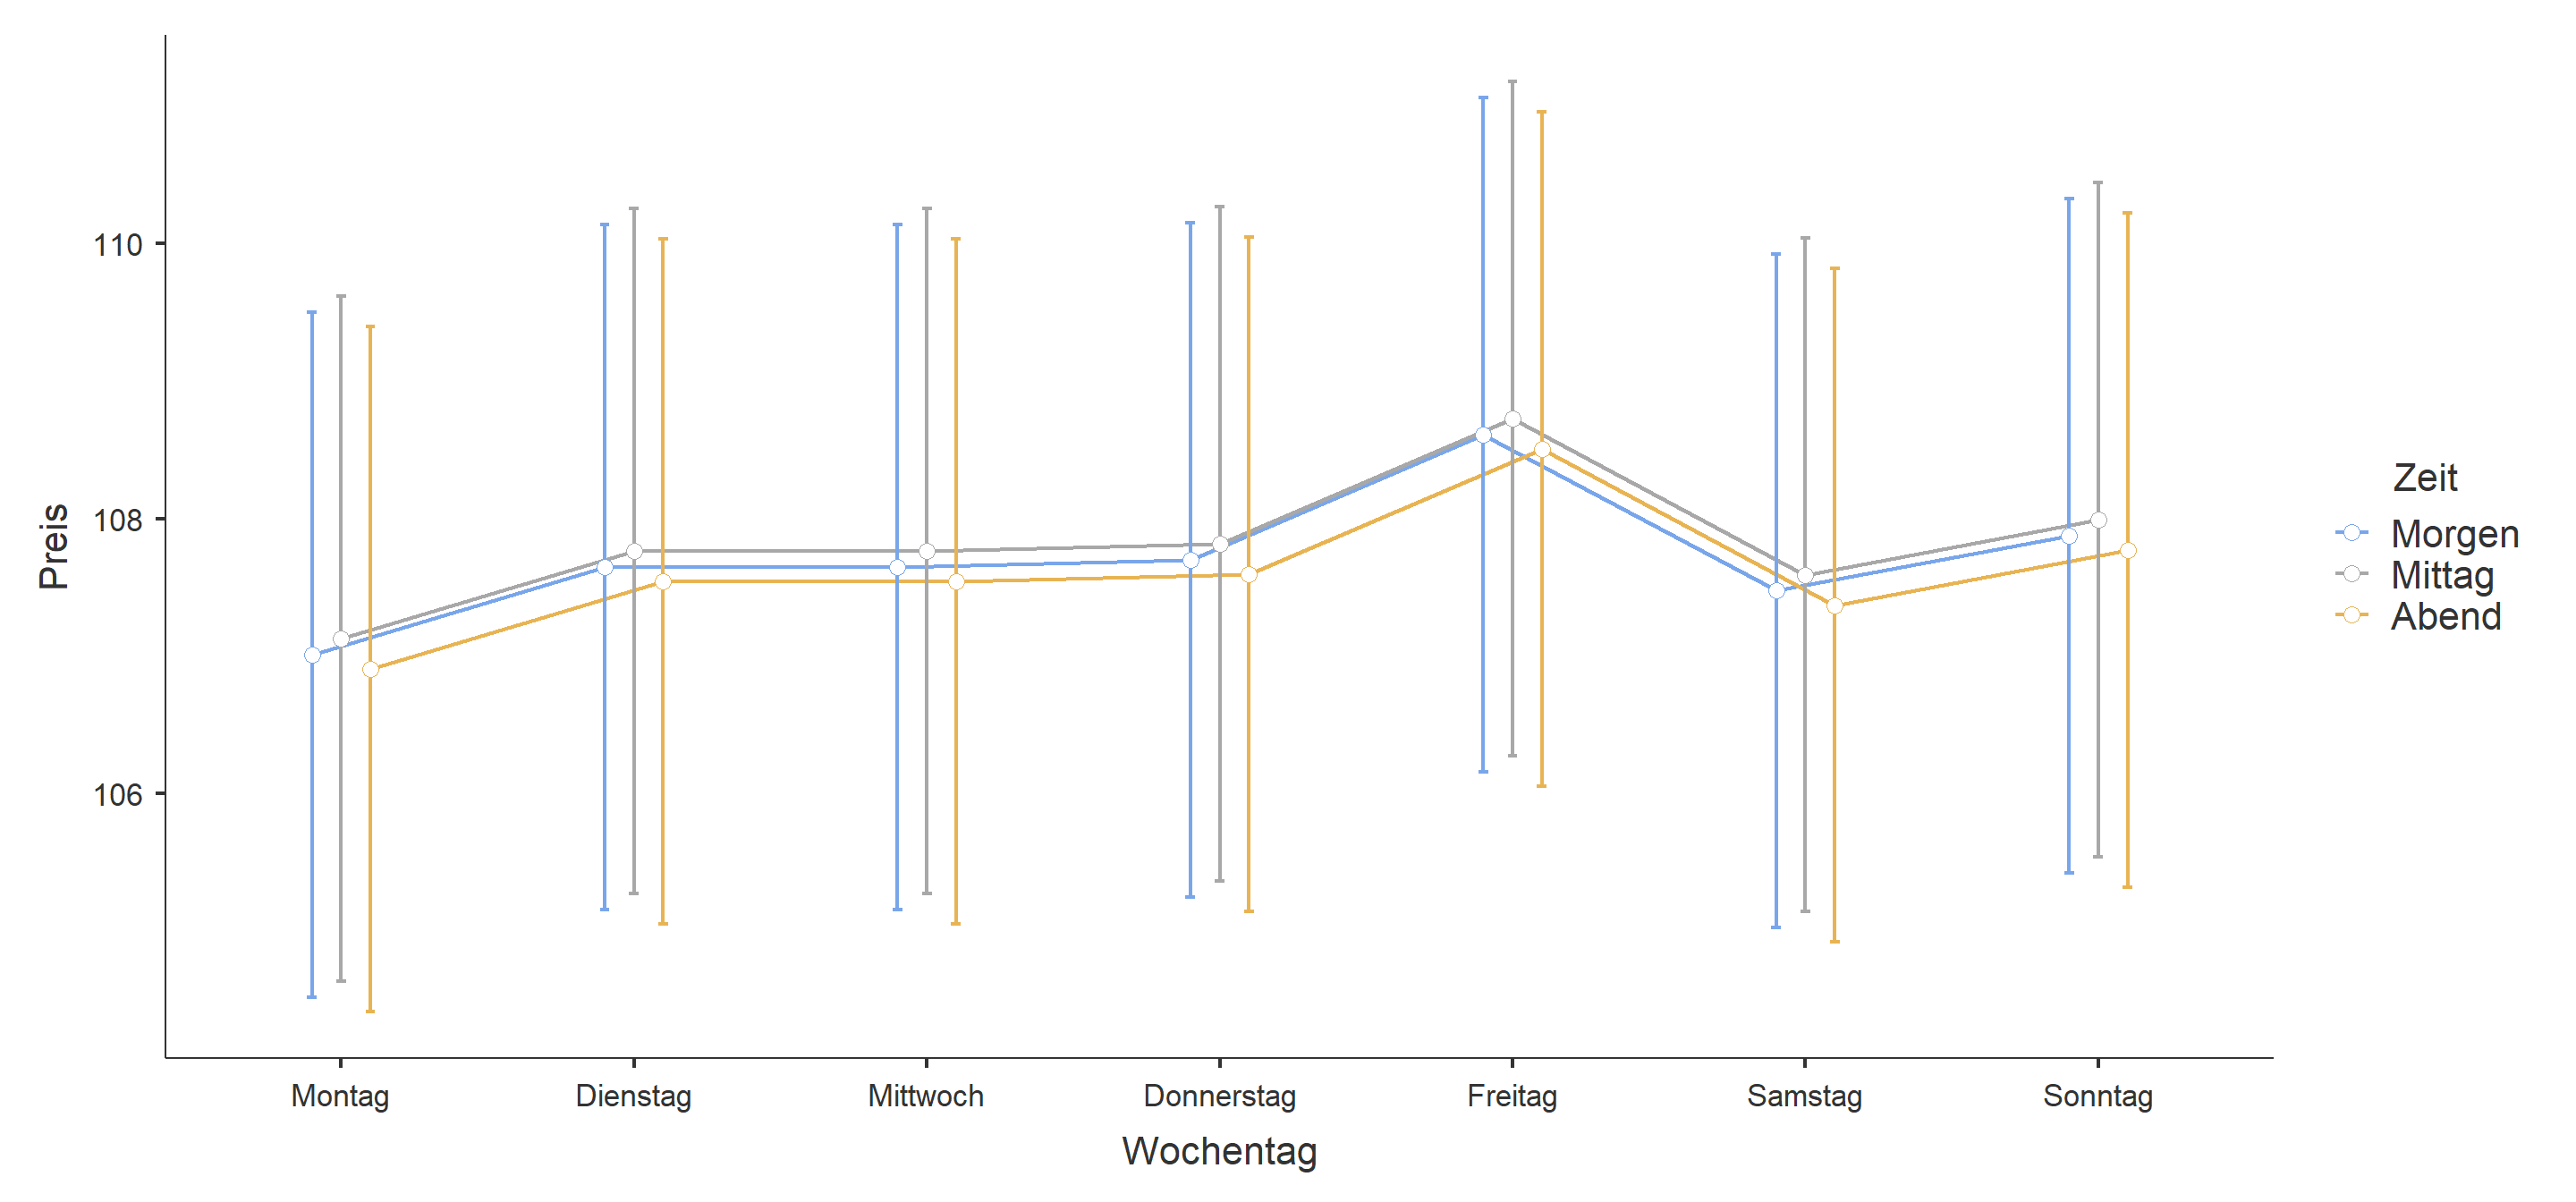 Preis
110
108
106
Montag
Dienstag
Mittwoch
Donnerstag
Freitag
Samstag
Sonntag
Wochentag
Zeit
Morgen
Mittag
Abend